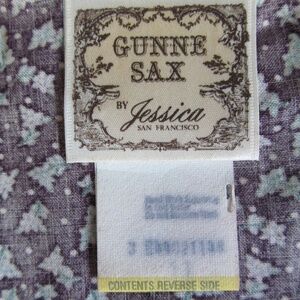 GUNNE
SAX
BY Jessica
SAN FRANCISCO
CONTENTS REVERSE SIDE